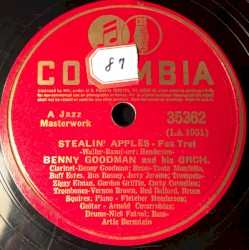 COLUMBIA
87
A Jazz
Masterwork
35362
(LA 1951)
STEALIN' APPLES - Fox Trot
-Waller-Razaf-arr: Henderson-
BENNY GOODMAN and his ORCH.
Clarinet-Benny Goodman; Saxes-Toots Mondello,
Buff Estes, Bus Bassey, Jerry Jerome; Trumpets-
Ziggy Elman, Gordon Griffin, Corky Cornelius;
Trombones-Vernon Brown, Red Ballard, Bruce
Squires; Piano - Fletcher Henderson;
Guitar - Arnold Covarrubias;
Drums-Nick Fatool; Bass-
Artie Bernstein